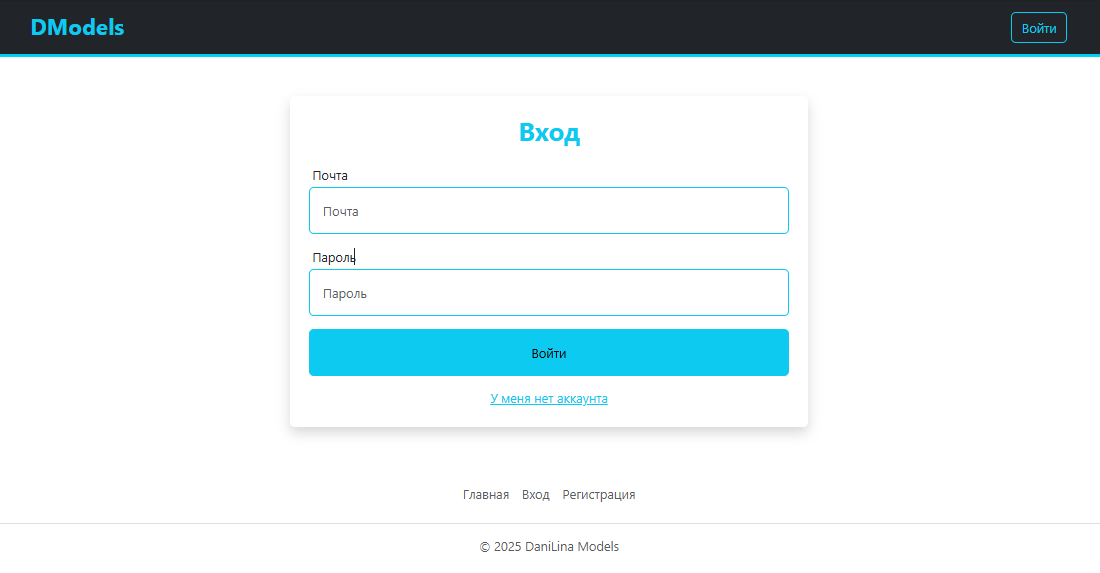 DModels Войти
Вход
Почта
Почта
Пароль
Пароль
Войти
У меня нет аккаунта
Главная Вход Регистрация
© 2025 DaniLina Models